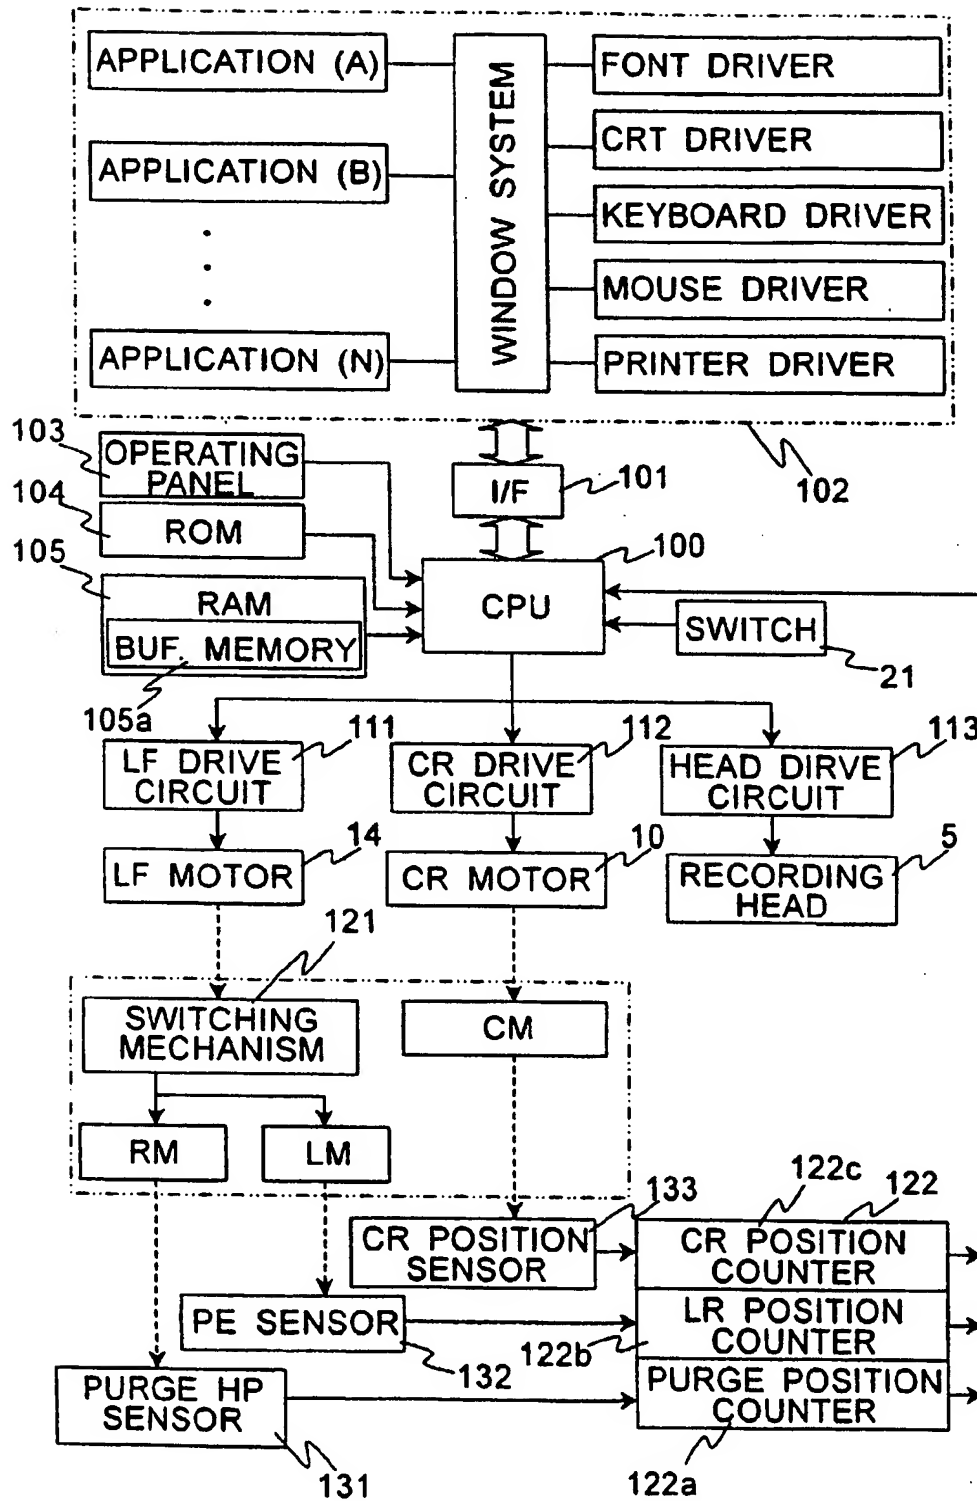 APPLICATION (A)
APPLICATION (B)
APPLICATION (N)
WINDOW SYSTEM
FONT DRIVER
CRT DRIVER
KEYBOARD DRIVER
MOUSE DRIVER
PRINTER DRIVER
102
103
OPERATING
PANEL
104
ROM
105
RAM
BUF. MEMORY
105a
I/F
101
100
CPU
SWITCH
21
111
LF DRIVE
CIRCUIT
112
CR DRIVE
CIRCUIT
113
HEAD DIRVE
CIRCUIT
14
LF MOTOR
10
CR MOTOR
5
RECORDING
HEAD
121
SWITCHING
MECHANISM
CM
RM
LM
133
CR POSITION
SENSOR
122c
122
CR POSITION
COUNTER
PE SENSOR
132
122b
LR POSITION
COUNTER
PURGE HP
SENSOR
131
PURGE POSITION
COUNTER
122a